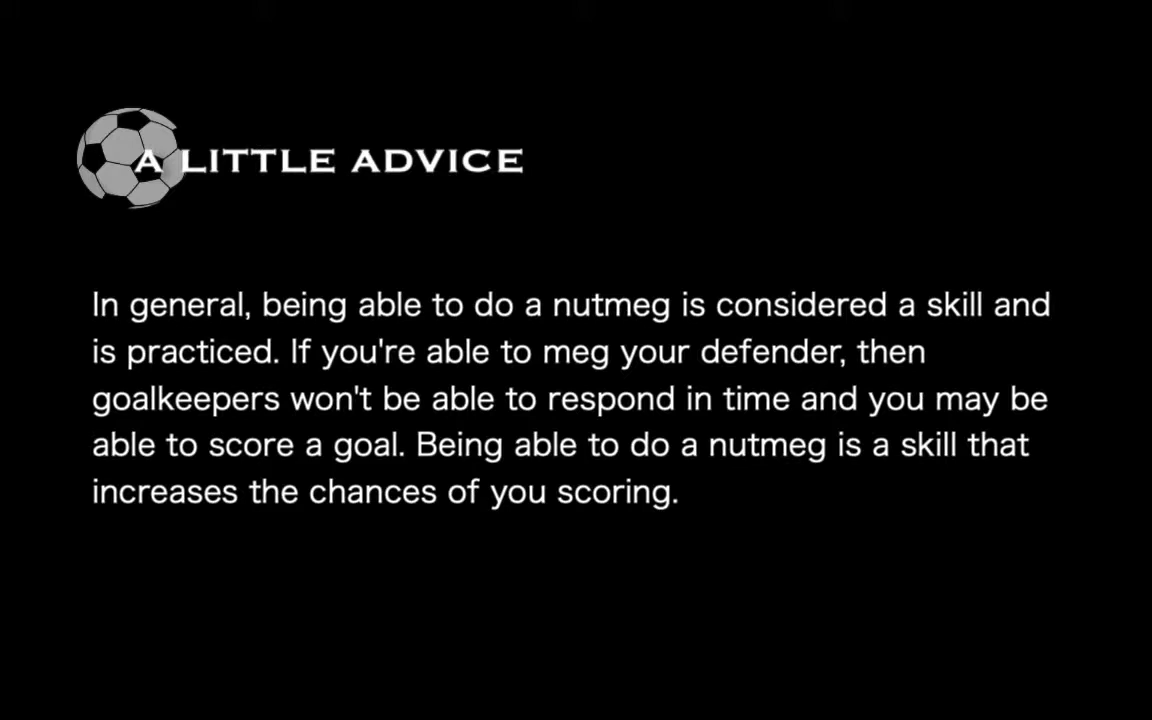 A LITTLE ADVICE
In general, being able to do a nutmeg is considered a skill and
is practiced. If you're able to meg your defender, then
goalkeepers won't be able to respond in time and you may be
able to score a goal. Being able to do a nutmeg is a skill that
increases the chances of you scoring.